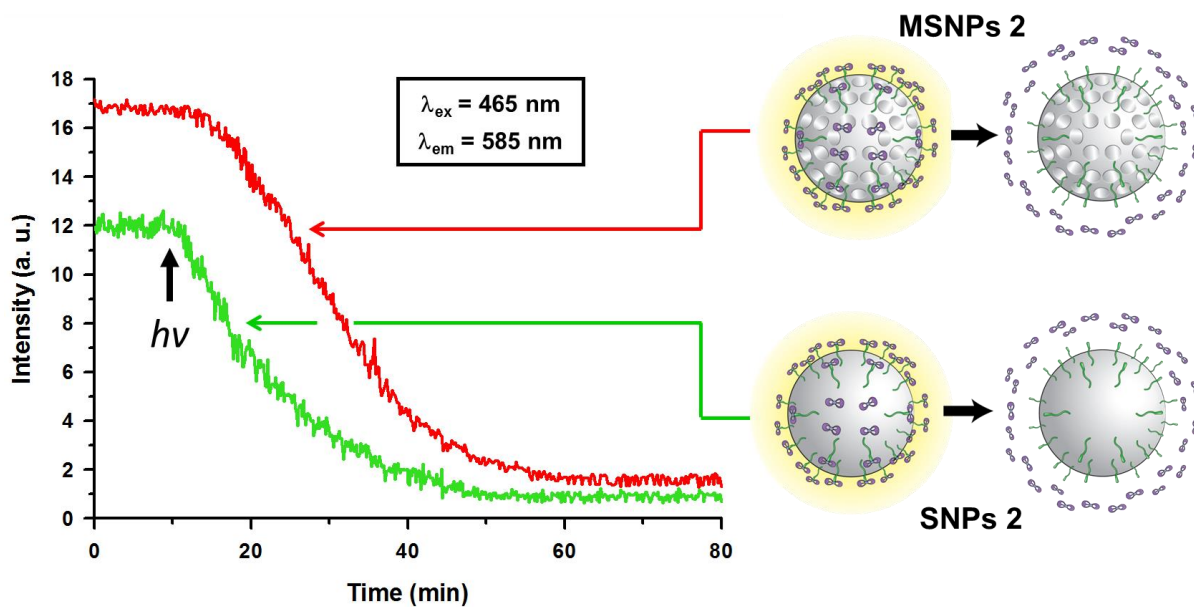 MSNPs 2
λex = 465 nm
λem = 585 nm
hν
Intensity (a. u.)
18
16
14
12
10
8
6
4
2
0
0 20 40 60 80
Time (min)
SNPs 2